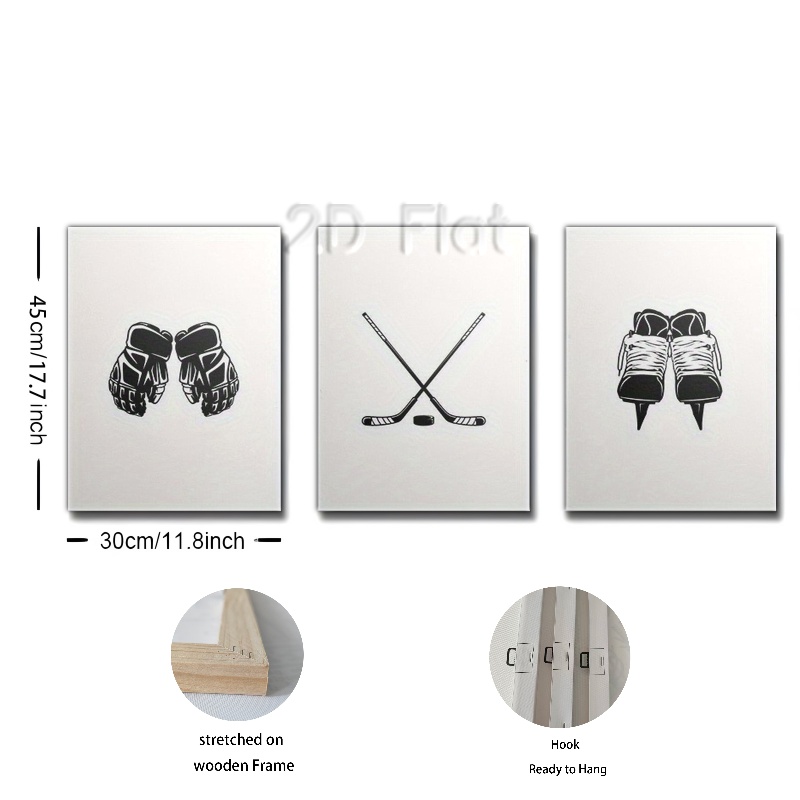 2D Flat
45cm/17.7inch
30cm/11.8inch
stretched on
wooden Frame
Hook
Ready to Hang